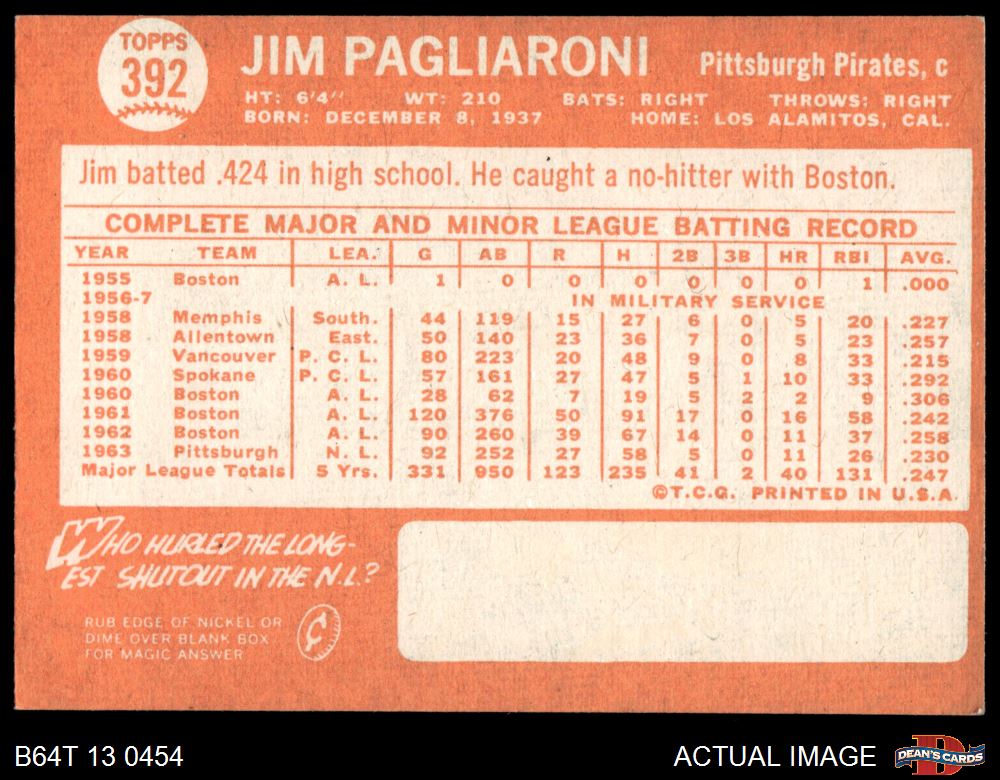 TOPPS
392
JIM PAGLIARONI
Pittsburgh Pirates, c
HT: 6'4" WT: 210 BATS: RIGHT THROWS: RIGHT
BORN: DECEMBER 8, 1937 HOME: LOS ALAMITOS, CAL.
Jim batted .424 in high school. He caught a no-hitter with Boston.
COMPLETE MAJOR AND MINOR LEAGUE BATTING RECORD
YEAR TEAM LEA. G AB R H 2B 3B HR RBI AVG.
1955 Boston A. L. 1 0 0 0 0 0 0 1 .000
1956-7 IN MILITARY SERVICE
1958 Memphis South. 44 119 15 27 6 0 5 20 .227
1958 Allentown East. 50 140 23 36 7 0 5 23 .257
1959 Vancouver P. C. L. 80 223 20 48 9 0 8 33 .215
1960 Spokane P. C. L. 57 161 27 47 5 1 10 33 .292
1960 Boston A. L. 28 62 7 19 5 2 2 9 .306
1961 Boston A. L. 120 376 50 91 17 0 16 58 .242
1962 Boston A. L. 90 260 39 67 14 0 11 37 .258
1963 Pittsburgh N. L. 92 252 27 58 5 0 11 26 .230
Major League Totals 5 Yrs. 331 950 123 235 41 2 40 131 .247
©T.C.G. PRINTED IN U.S.A.
WHO HURLED THE LONG-
EST SHUTOUT IN THE N.L.?
RUB EDGE OF NICKEL OR
DIME OVER BLANK BOX
FOR MAGIC ANSWER
¢
B64T 13 0454
ACTUAL IMAGE
D
DEAN'S CARDS